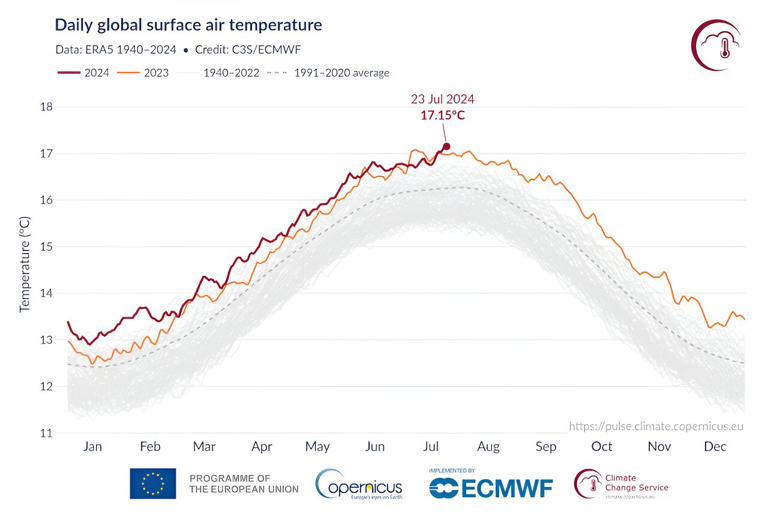 Daily global surface air temperature
Data: ERA5 1940–2024 • Credit: C3S/ECMWF
2024 2023 1940–2022 1991–2020 average
23 Jul 2024
17.15°C
18
17
16
15
14
13
12
11
Temperature (°C)
Jan Feb Mar Apr May Jun Jul Aug Sep Oct Nov Dec
https://pulse.climate.copernicus.eu
PROGRAMME OF
THE EUROPEAN UNION
opernicus
Europe's eyes on Earth
IMPLEMENTED BY
ECMWF
Climate
Change Service
climate.copernicus.eu